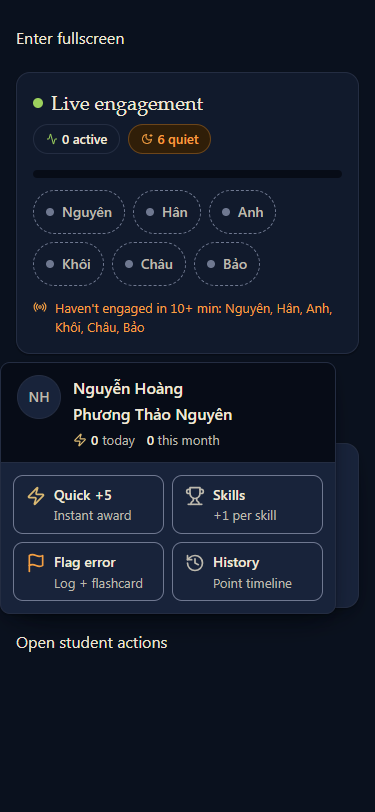 Enter fullscreen
Live engagement
0 active
6 quiet
Nguyên
Hân
Anh
Khôi
Châu
Bảo
Haven't engaged in 10+ min: Nguyên, Hân, Anh,
Khôi, Châu, Bảo
NH
Nguyễn Hoàng
Phương Thảo Nguyên
0 today
0 this month
Quick +5
Instant award
Skills
+1 per skill
Flag error
Log + flashcard
History
Point timeline
Open student actions